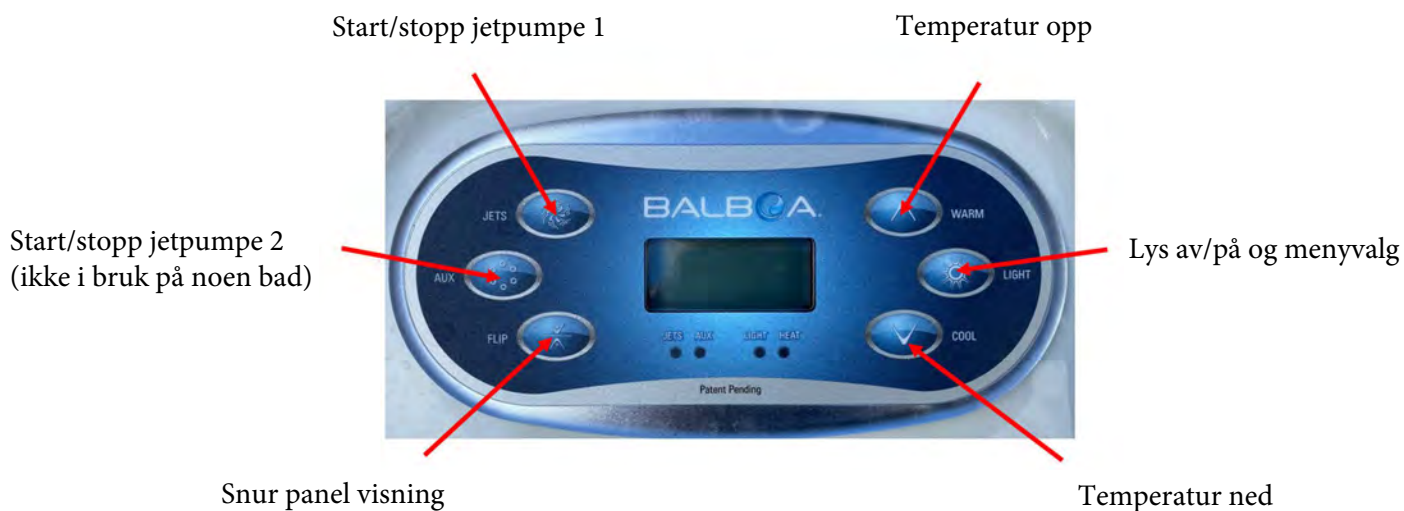 Start/stopp jetpumpe 1
Temperatur opp
BALBOA
JETS
WARM
Start/stopp jetpumpe 2
(ikke i bruk på noen bad)
Lys av/på og menyvalg
AUX
LIGHT
FLIP
JETS AUX LIGHT HEAT
COOL
Patent Pending
Snur panel visning
Temperatur ned